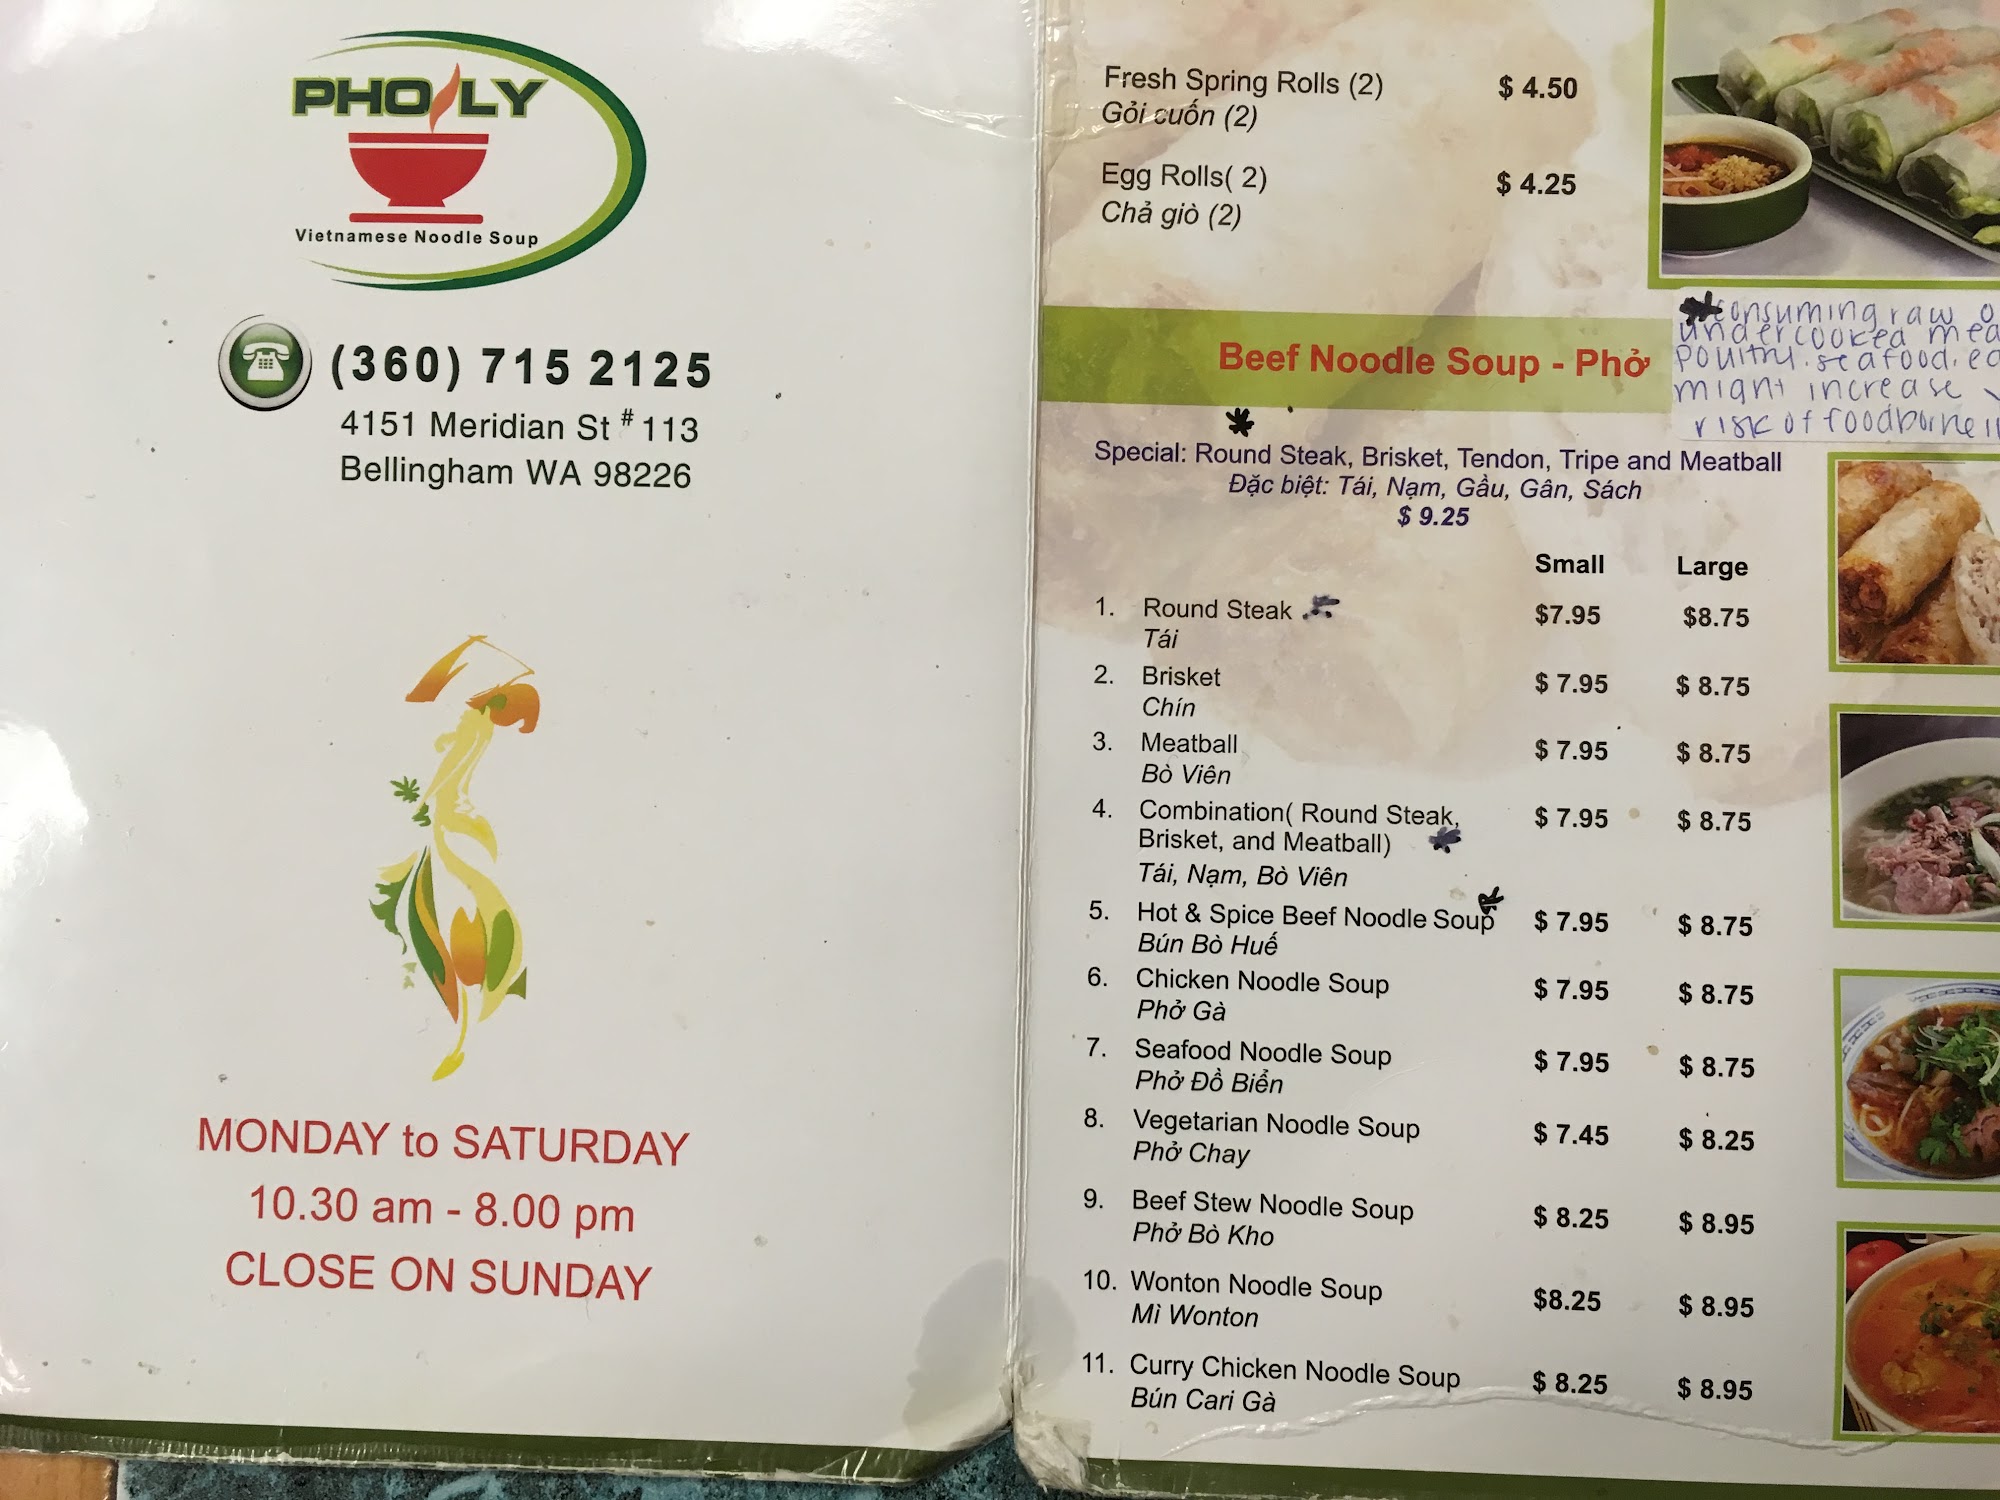 PHO LY
Vietnamese Noodle Soup
(360) 715 2125
4151 Meridian St # 113
Bellingham WA 98226
MONDAY to SATURDAY
10.30 am - 8.00 pm
CLOSE ON SUNDAY
Fresh Spring Rolls (2) $ 4.50
Gỏi cuốn (2)
Egg Rolls( 2) $ 4.25
Chả giò (2)
consuming raw
undercooked
poultry. seafood.
might increase
risk of foodborne
Beef Noodle Soup - Phở
Special: Round Steak, Brisket, Tendon, Tripe and Meatball
Đặc biệt: Tái, Nạm, Gầu, Gân, Sách
$ 9.25
Small Large
1. Round Steak $7.95 $8.75
Tái
2. Brisket $ 7.95 $ 8.75
Chín
3. Meatball $ 7.95 $ 8.75
Bò Viên
4. Combination( Round Steak, $ 7.95 $ 8.75
Brisket, and Meatball)
Tái, Nạm, Bò Viên
5. Hot & Spice Beef Noodle Soup $ 7.95 $ 8.75
Bún Bò Huế
6. Chicken Noodle Soup $ 7.95 $ 8.75
Phở Gà
7. Seafood Noodle Soup $ 7.95 $ 8.75
Phở Đồ Biển
8. Vegetarian Noodle Soup $ 7.45 $ 8.25
Phở Chay
9. Beef Stew Noodle Soup $ 8.25 $ 8.95
Phở Bò Kho
10. Wonton Noodle Soup $8.25 $ 8.95
Mì Wonton
11. Curry Chicken Noodle Soup $ 8.25 $ 8.95
Bún Cari Gà